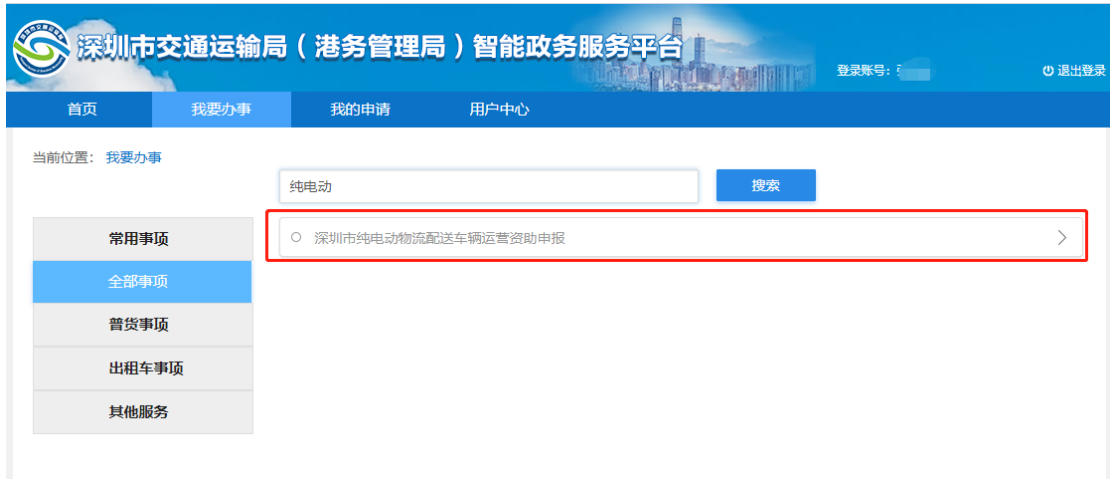 深圳市交通运输局（港务管理局）智能政务服务平台
登录账号：
退出登录
首页 我要办事 我的申请 用户中心
当前位置： 我要办事
纯电动 搜索
常用事项
深圳市纯电动物流配送车辆运营资助申报
全部事项
普货事项
出租车事项
其他服务